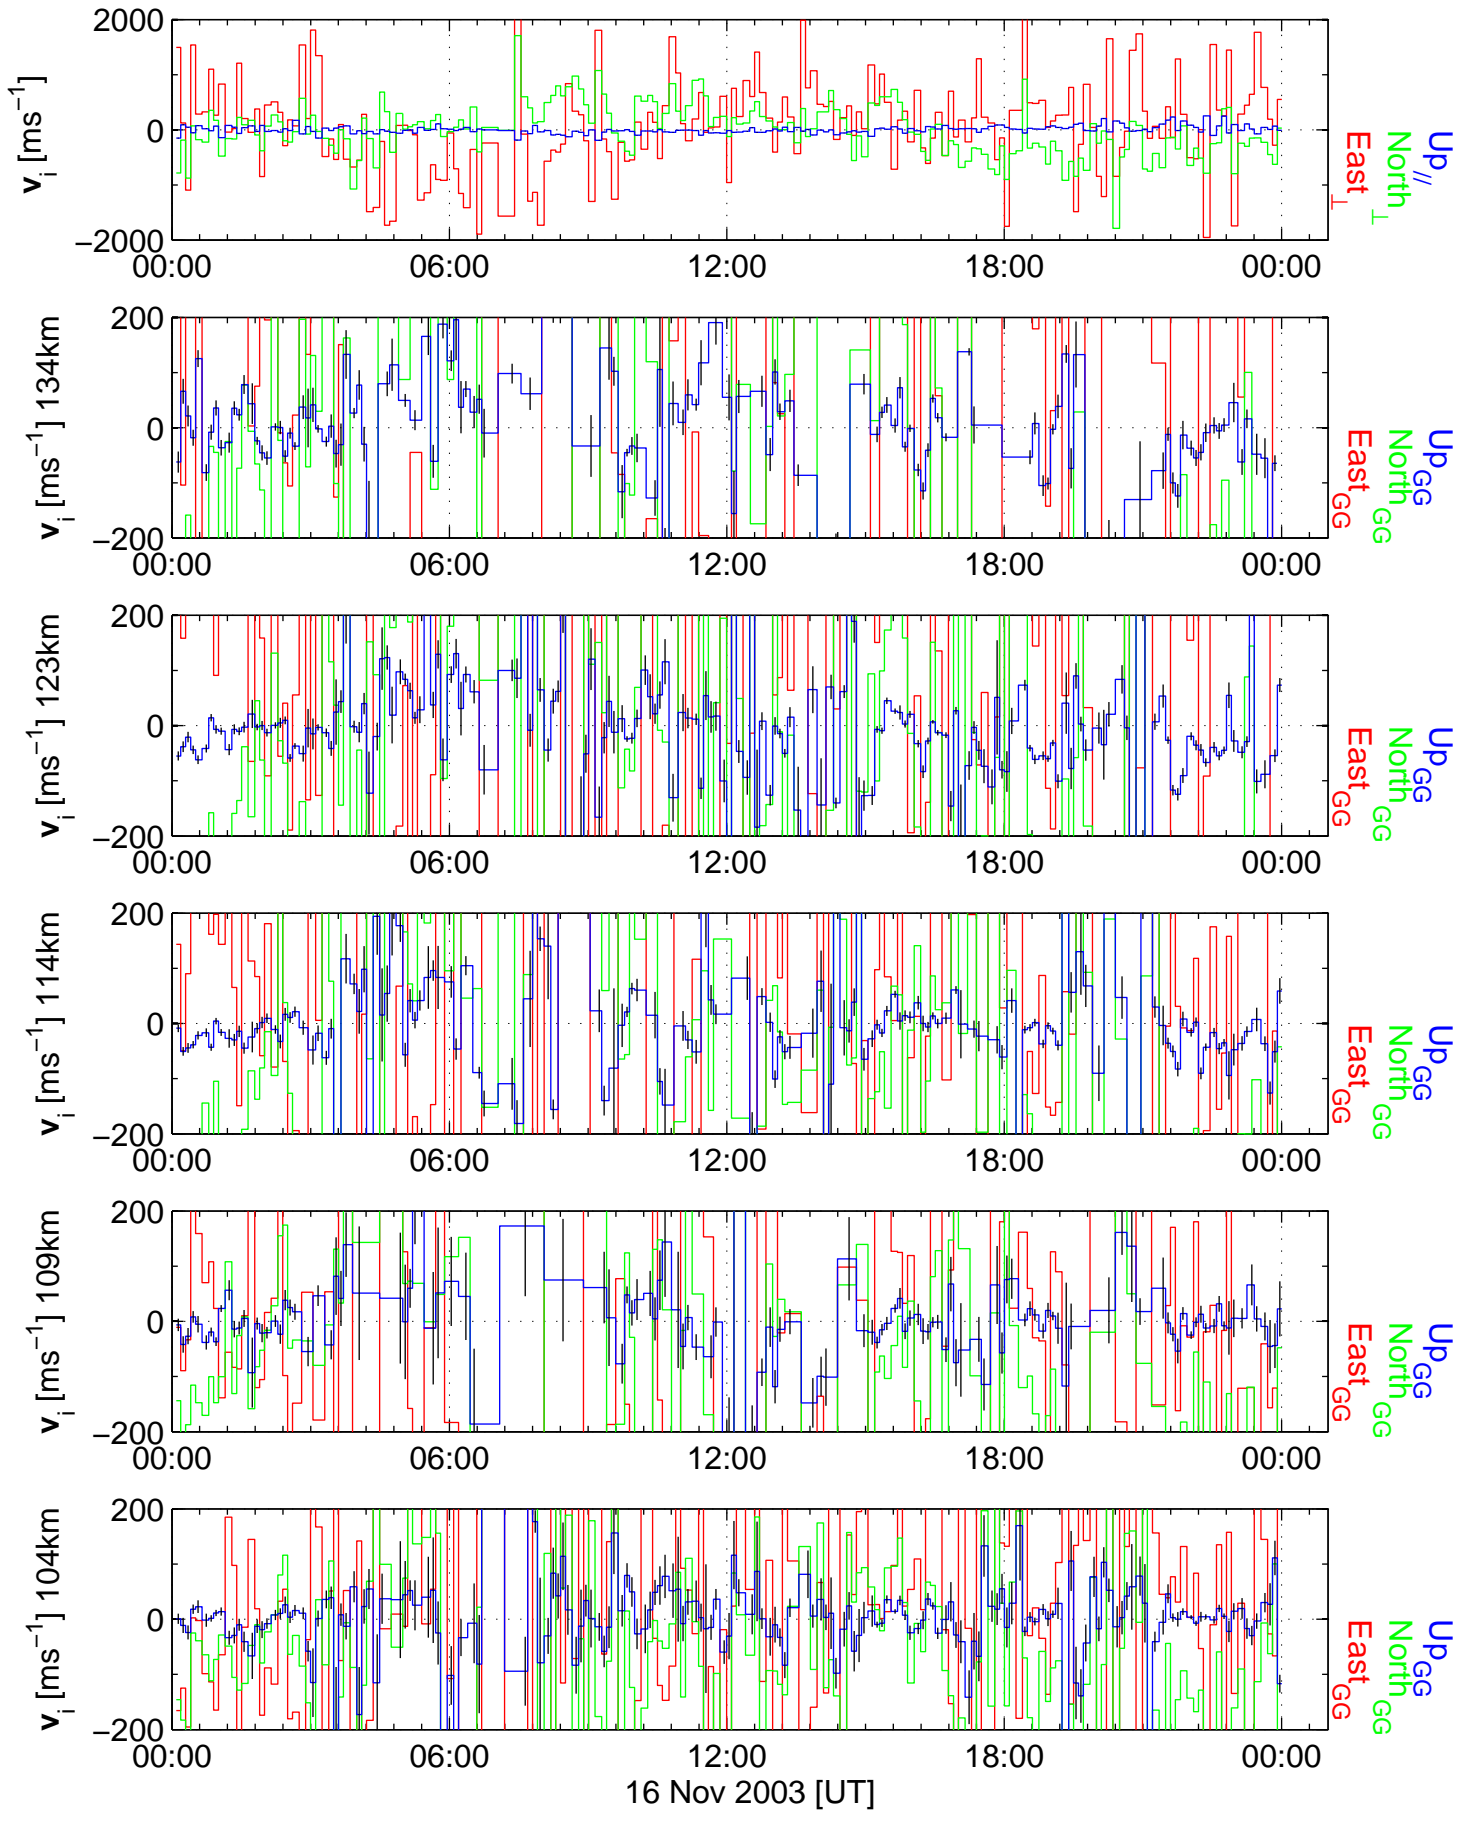 2000
0
−2000
v_i [ms^−1]
00:00 06:00 12:00 18:00 00:00
Up_//
North_⊥
East_⊥
200
0
−200
v_i [ms^−1] 134km
00:00 06:00 12:00 18:00 00:00
Up_GG
North_GG
East_GG
200
0
−200
v_i [ms^−1] 123km
00:00 06:00 12:00 18:00 00:00
Up_GG
North_GG
East_GG
200
0
−200
v_i [ms^−1] 114km
00:00 06:00 12:00 18:00 00:00
Up_GG
North_GG
East_GG
200
0
−200
v_i [ms^−1] 109km
00:00 06:00 12:00 18:00 00:00
Up_GG
North_GG
East_GG
200
0
−200
v_i [ms^−1] 104km
00:00 06:00 12:00 18:00 00:00
Up_GG
North_GG
East_GG
16 Nov 2003 [UT]